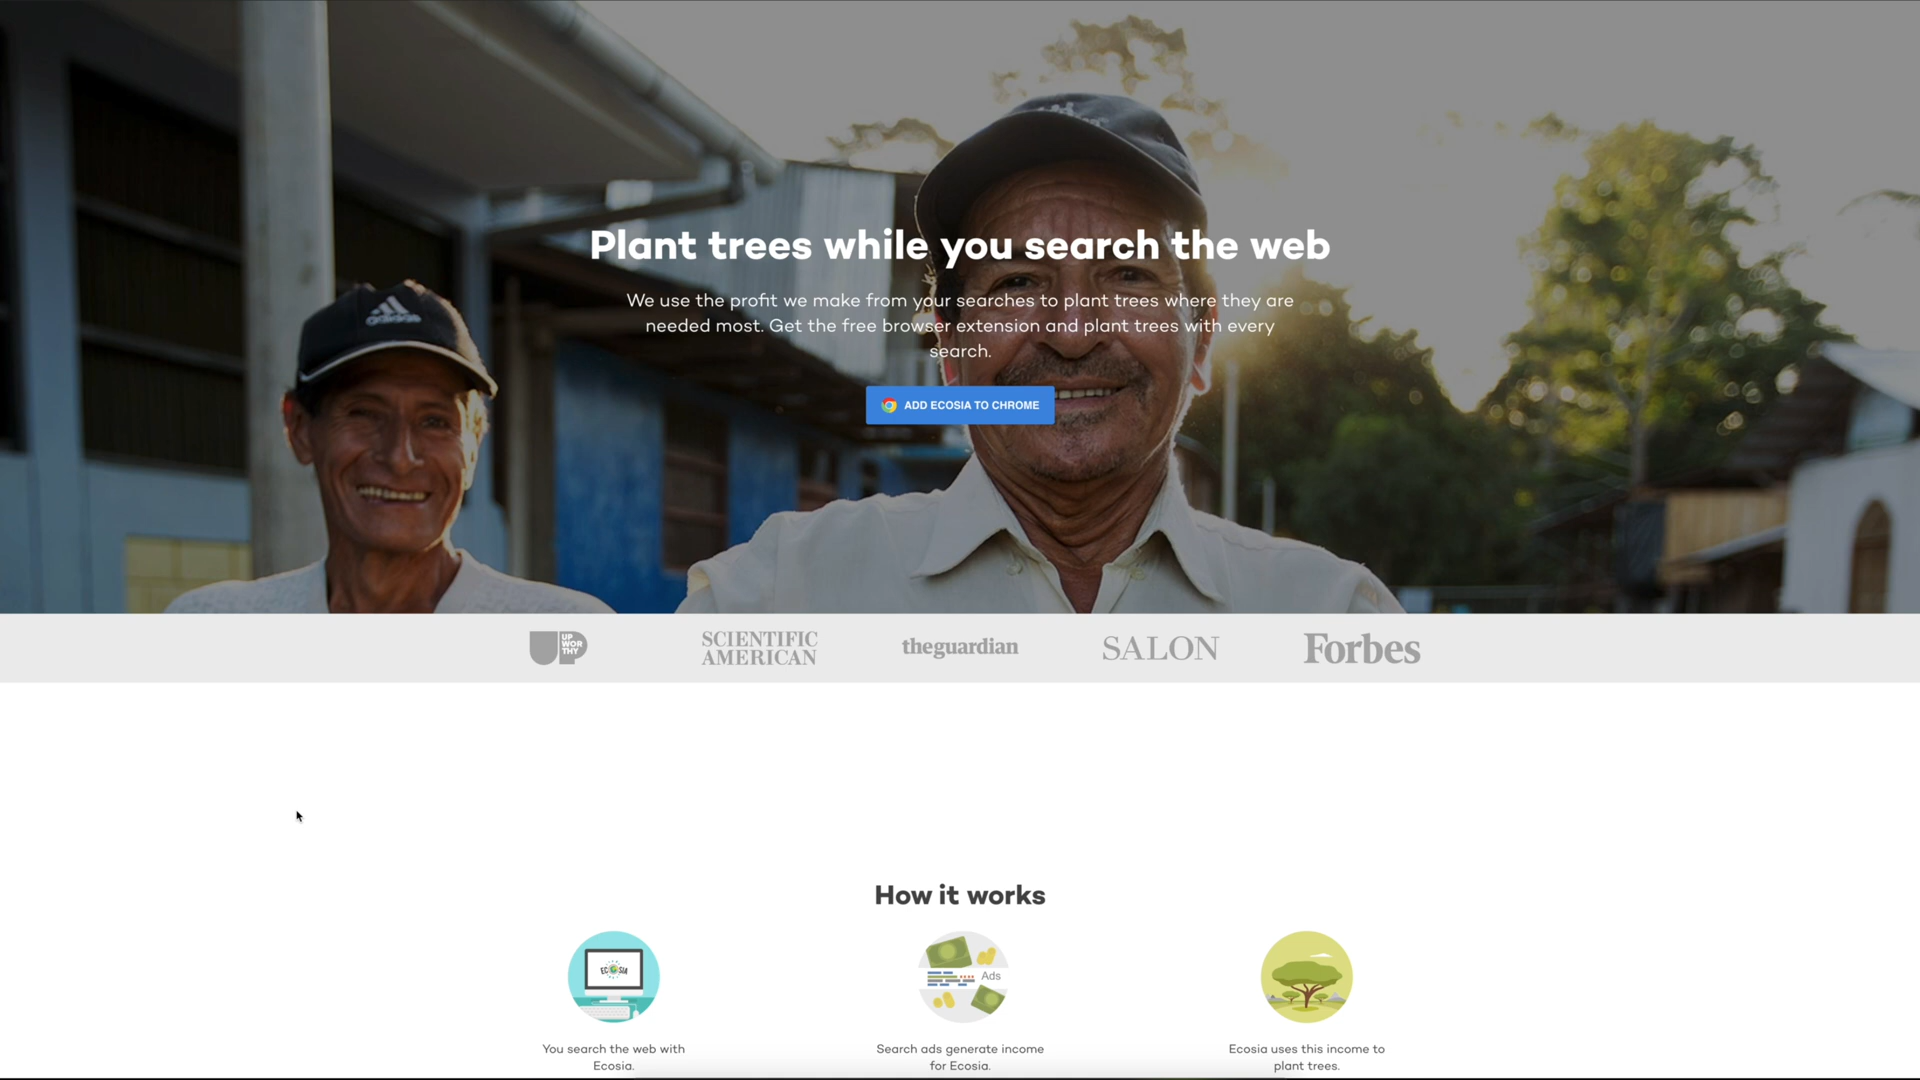 Plant trees while you search the web
We use the profit we make from your searches to plant trees where they are
needed most. Get the free browser extension and plant trees with every
search.
adidas
ADD ECOSIA TO CHROME
UP
WOR
THY
SCIENTIFIC
AMERICAN
theguardian
SALON
Forbes
How it works
ECOSIA
Ads
You search the web with
Ecosia.
Search ads generate income
for Ecosia.
Ecosia uses this income to
plant trees.